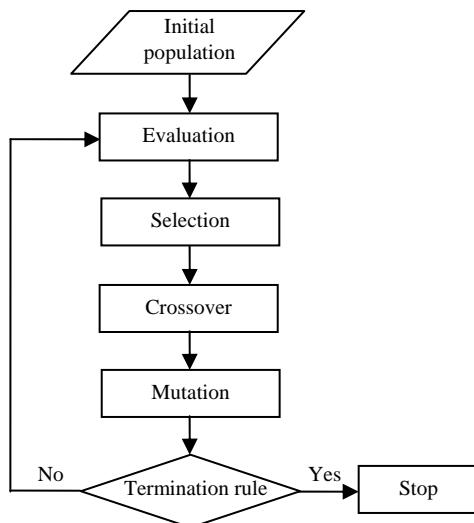 Initial
population
Evaluation
Selection
Crossover
Mutation
No
Termination rule
Yes
Stop